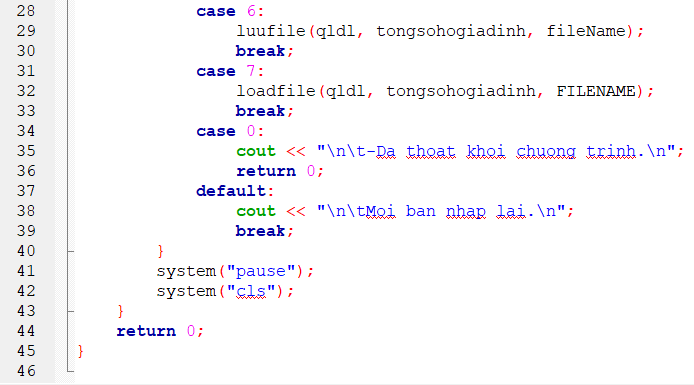 28 case 6:
29 luufile(qldl, tongsohogiadinh, fileName);
30 break;
31 case 7:
32 loadfile(qldl, tongsohogiadinh, FILENAME);
33 break;
34 case 0:
35 cout << "\n\t-Da thoat khoi chuong trinh.\n";
36 return 0;
37 default:
38 cout << "\n\tMoi ban nhap lai.\n";
39 break;
40 }
41 system("pause");
42 system("cls");
43 }
44 return 0;
45 }
46